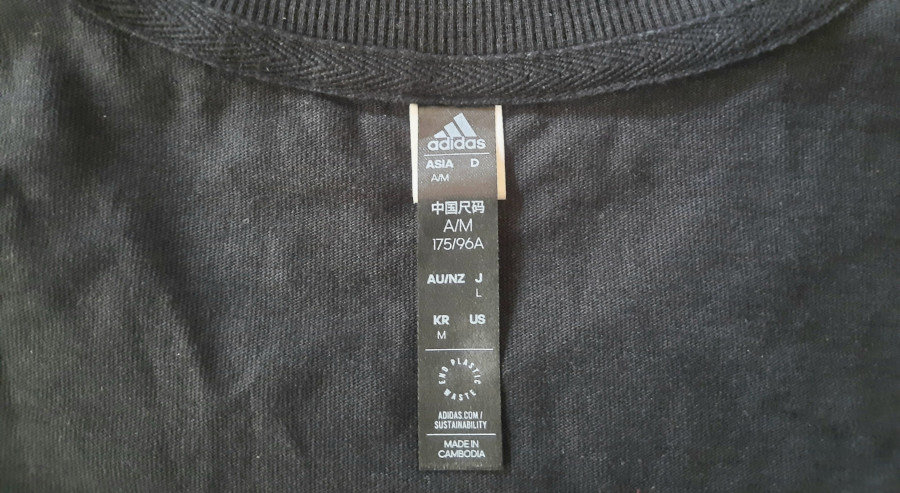 adidas
ASIA D
A/M
中国尺码
A/M
175/96A
AU/NZ J
L
KR US
M
END PLASTIC WASTE
ADIDAS.COM/
SUSTAINABILITY
MADE IN
CAMBODIA